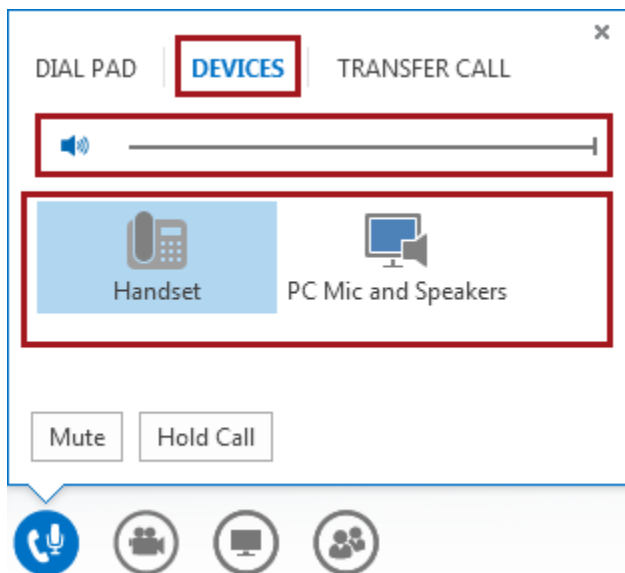 DIAL PAD DEVICES TRANSFER CALL
Handset PC Mic and Speakers
Mute Hold Call